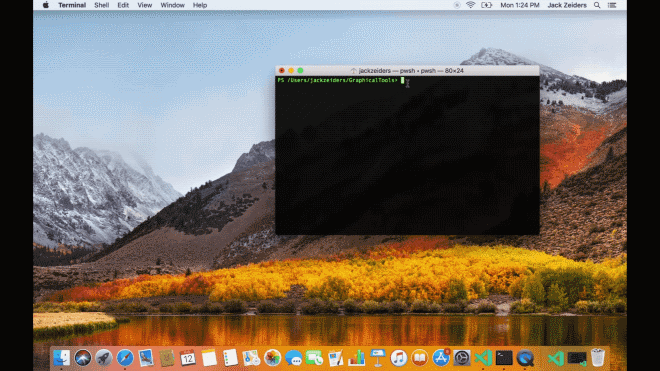 Terminal Shell Edit View Window Help Mon 1:24 PM Jack Zeiders
jackzeiders — pwsh • pwsh — 80×24
PS /Users/jackzeiders/GraphicalTools>
12